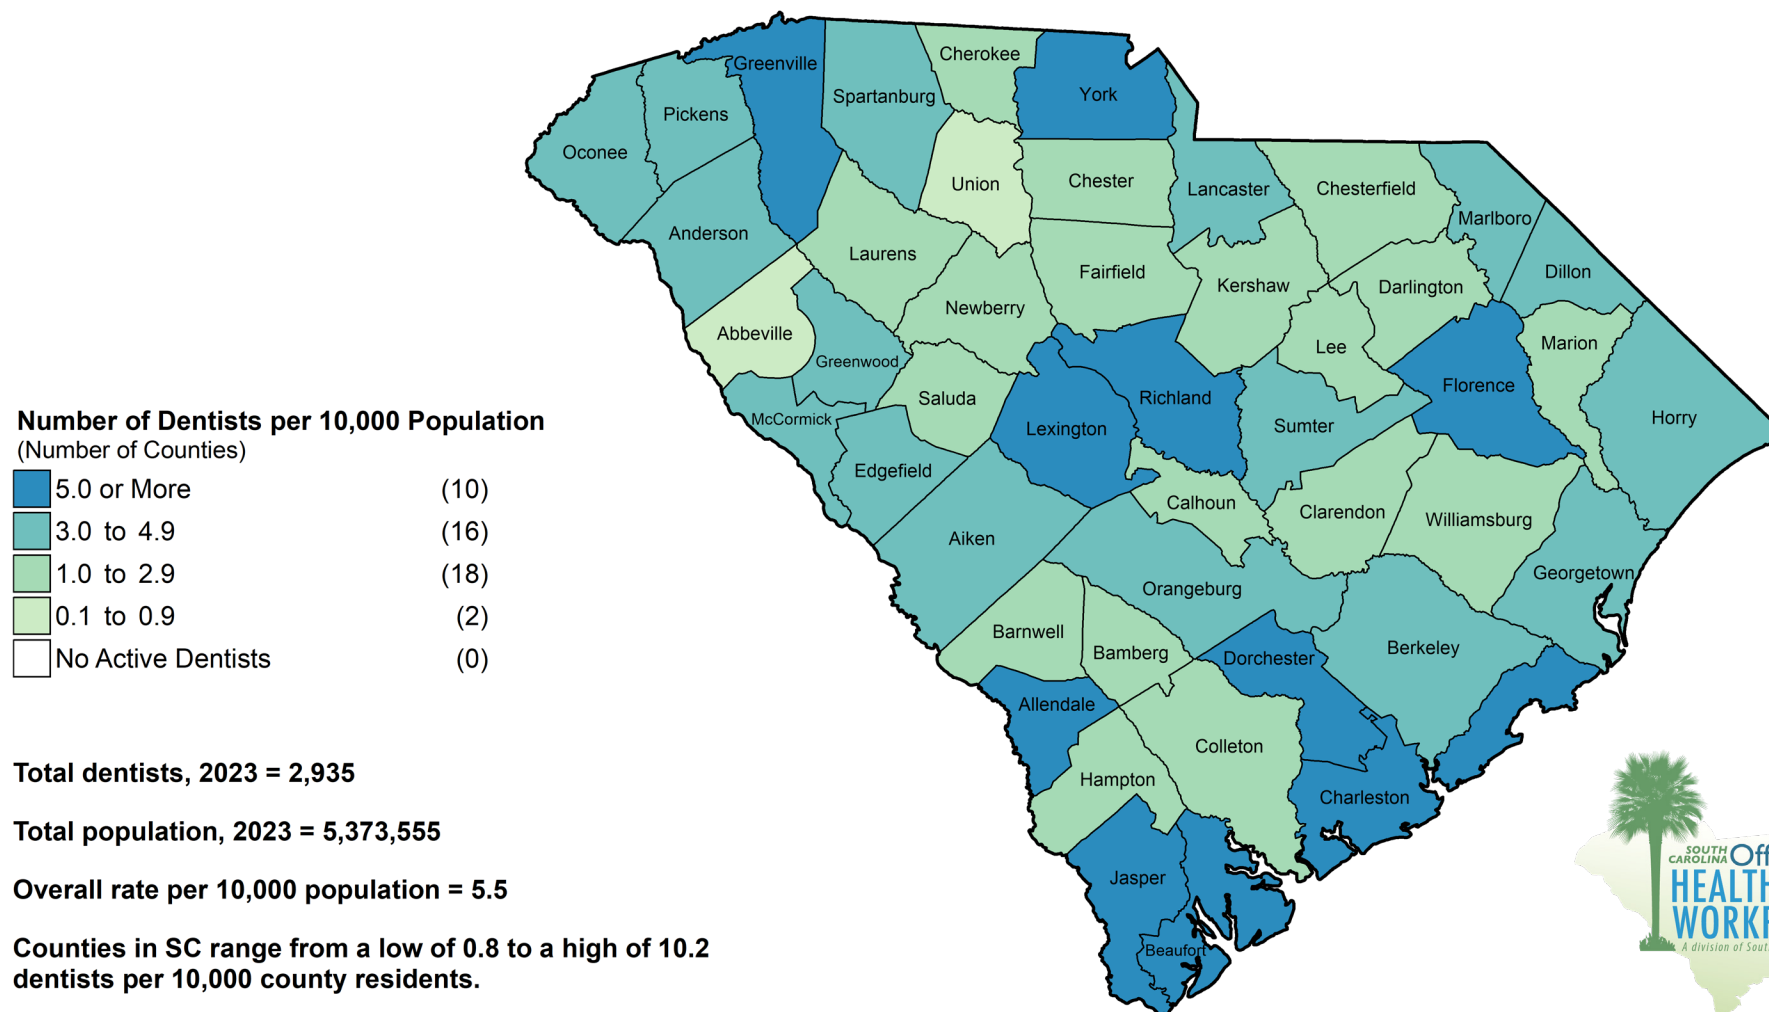 Greenville
Cherokee
York
Spartanburg
Pickens
Oconee
Union
Chester
Lancaster
Chesterfield
Marlboro
Anderson
Laurens
Fairfield
Kershaw
Darlington
Dillon
Newberry
Abbeville
Greenwood
Lee
Marion
Saluda
Richland
Florence
McCormick
Lexington
Sumter
Horry
Edgefield
Calhoun
Clarendon
Williamsburg
Aiken
Orangeburg
Georgetown
Barnwell
Bamberg
Dorchester
Berkeley
Allendale
Colleton
Hampton
Charleston
Jasper
Beaufort
Number of Dentists per 10,000 Population
(Number of Counties)
5.0 or More (10)
3.0 to 4.9 (16)
1.0 to 2.9 (18)
0.1 to 0.9 (2)
No Active Dentists (0)
Total dentists, 2023 = 2,935
Total population, 2023 = 5,373,555
Overall rate per 10,000 population = 5.5
Counties in SC range from a low of 0.8 to a high of 10.2
dentists per 10,000 county residents.
SOUTH
CAROLINA Off
HEALTH
WORKF
A division of Sout